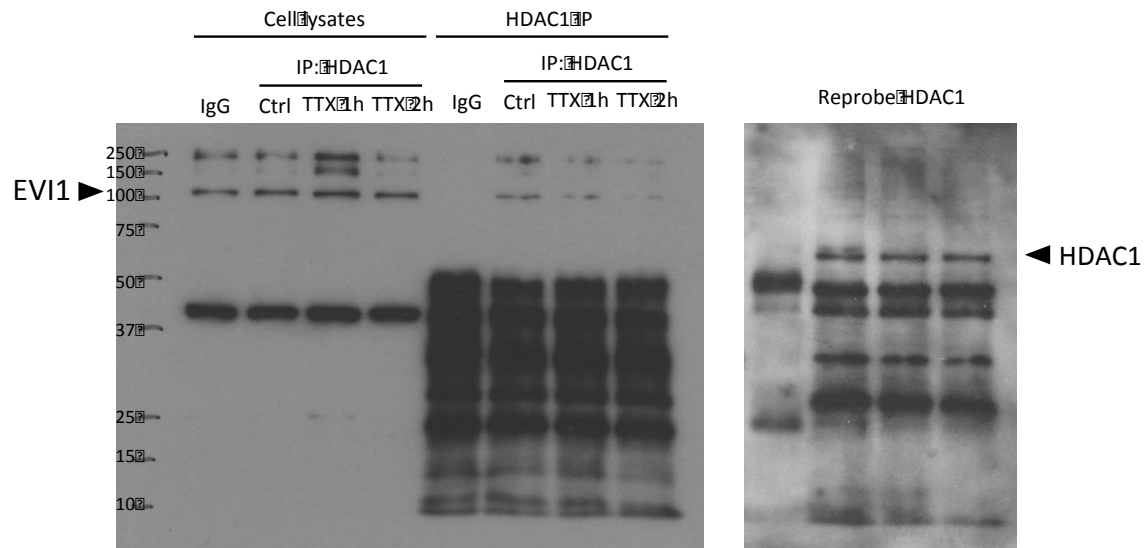 Cell lysates HDAC1 IP
IP: HDAC1 IP: HDAC1
IgG Ctrl TTX 1h TTX 2h IgG Ctrl TTX 1h TTX 2h
Reprobe HDAC1
250
150
EVI1
100
75
50
37
25
15
10
HDAC1